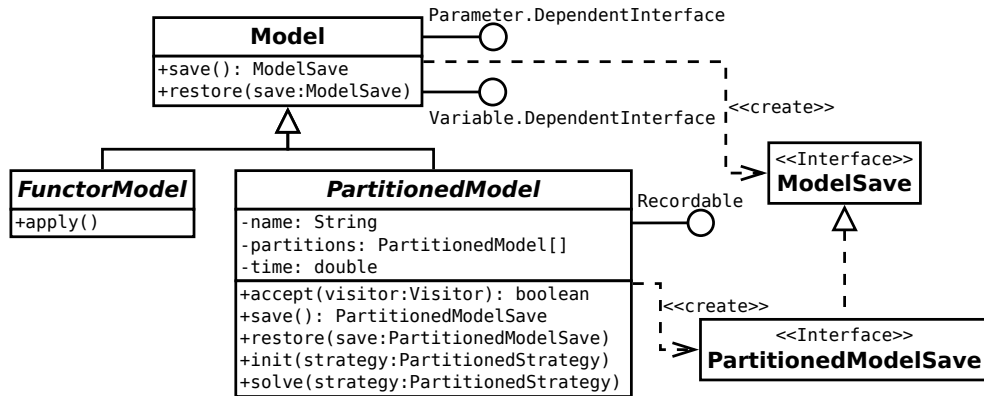 Model
+save(): ModelSave
+restore(save:ModelSave)
Parameter.DependentInterface
Variable.DependentInterface
<<create>>
<<Interface>>
ModelSave
FunctorModel
+apply()
PartitionedModel
-name: String
-partitions: PartitionedModel[]
-time: double
+accept(visitor:Visitor): boolean
+save(): PartitionedModelSave
+restore(save:PartitionedModelSave)
+init(strategy:PartitionedStrategy)
+solve(strategy:PartitionedStrategy)
Recordable
<<create>>
<<Interface>>
PartitionedModelSave